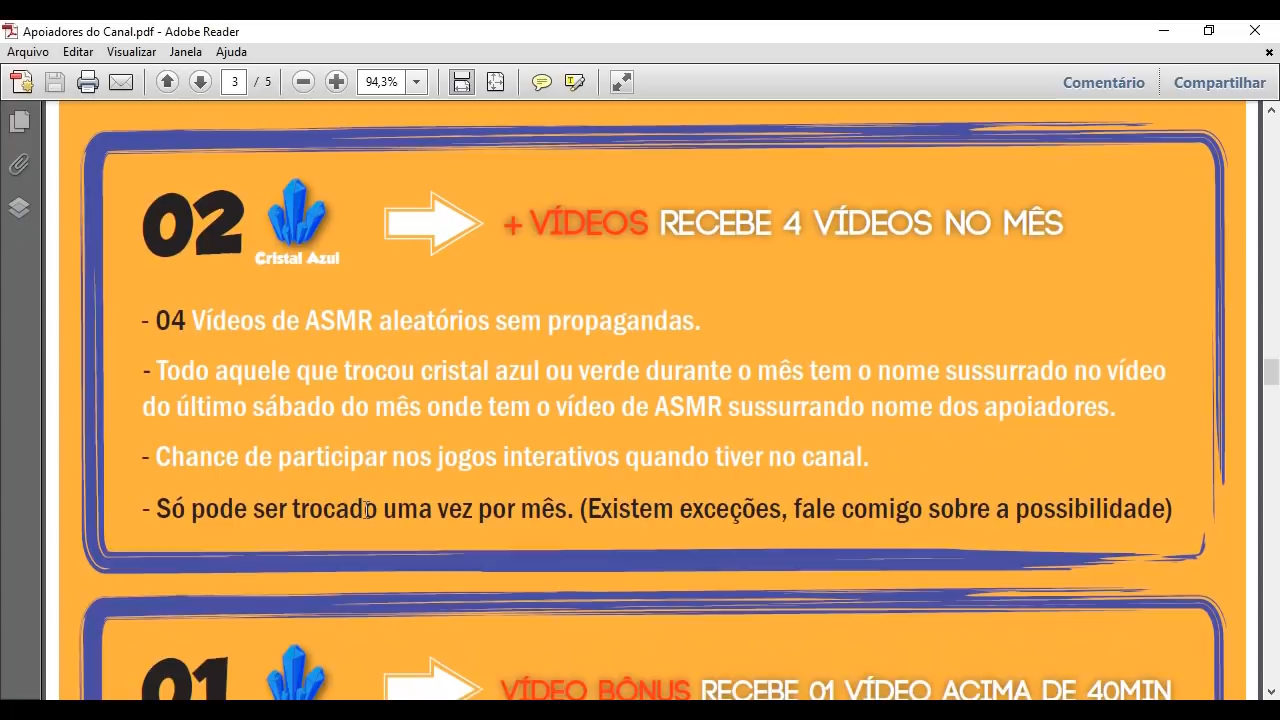 Apoiadores do Canal.pdf - Adobe Reader
Arquivo Editar Visualizar Janela Ajuda
3 / 5 94,3% Comentário Compartilhar
02 Cristal Azul + VÍDEOS RECEBE 4 VÍDEOS NO MÊS
- 04 Vídeos de ASMR aleatórios sem propagandas.
- Todo aquele que trocou cristal azul ou verde durante o mês tem o nome sussurrado no vídeo
do último sábado do mês onde tem o vídeo de ASMR sussurrando nome dos apoiadores.
- Chance de participar nos jogos interativos quando tiver no canal.
- Só pode ser trocado uma vez por mês. (Existem exceções, fale comigo sobre a possibilidade)
01 VÍDEO BÔNUS RECEBE 01 VÍDEO ACIMA DE 40MIN